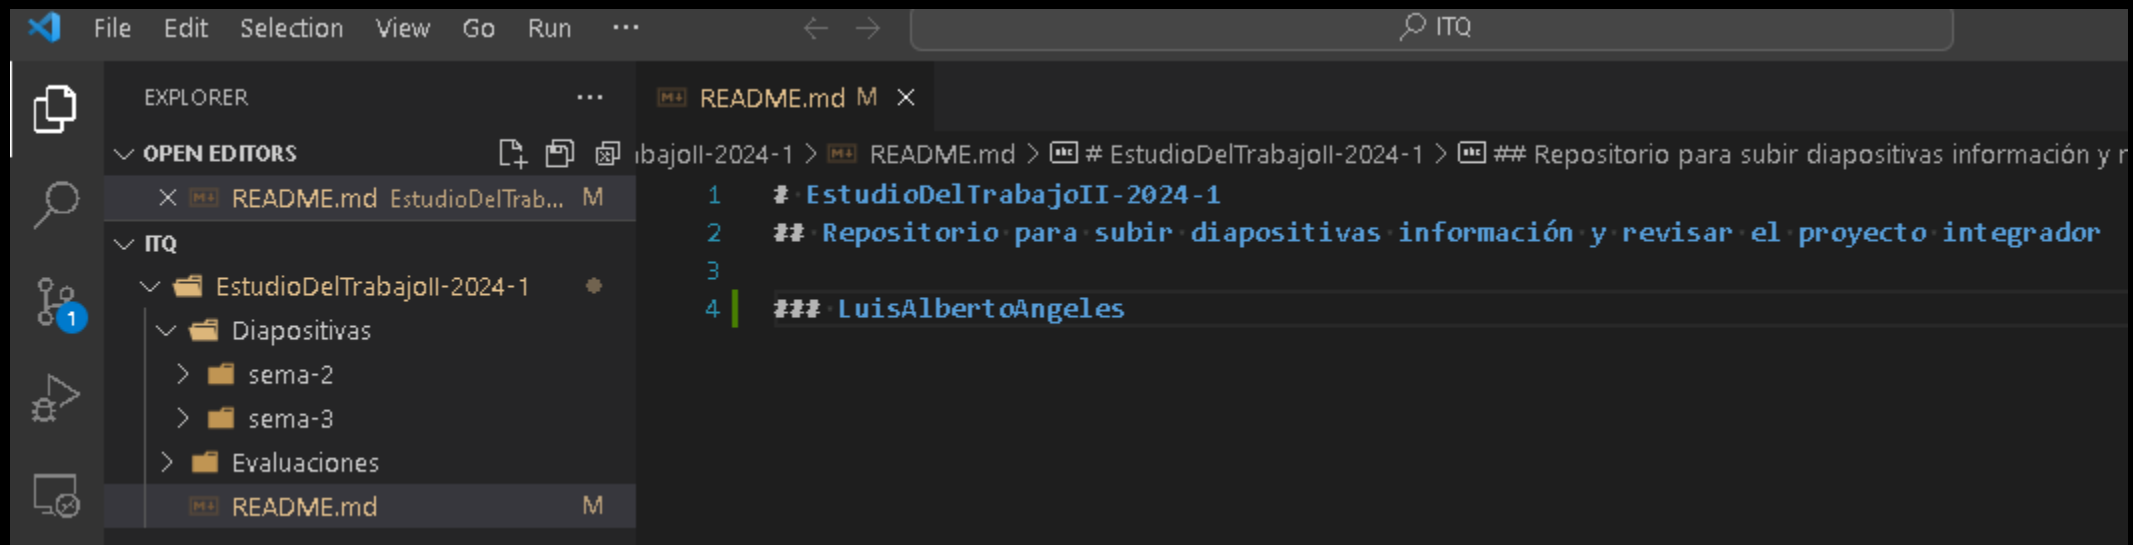 File Edit Selection View Go Run ··· ITQ
EXPLORER ···
OPEN EDITORS
README.md EstudioDelTrab... M
ITQ
EstudioDelTrabajoII-2024-1
Diapositivas
sema-2
sema-3
Evaluaciones
README.md M
1
README.md M
bajoII-2024-1 > README.md > # EstudioDelTrabajoII-2024-1 > ## Repositorio para subir diapositivas información y r
1 # EstudioDelTrabajoII-2024-1
2 ## Repositorio para subir diapositivas información y revisar el proyecto integrador
3
4 ### LuisAlbertoAngeles